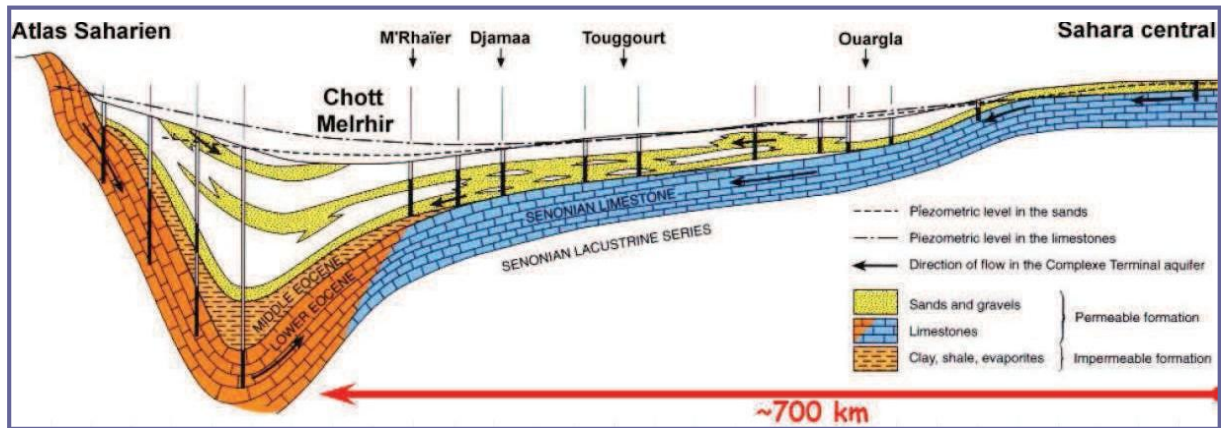 Atlas Saharien
M'Rhaïer
Djamaa
Touggourt
Ouargla
Sahara central
Chott
Melrhir
SENONIAN LIMESTONE
SENONIAN LACUSTRINE SERIES
MIDDLE EOCENE
LOWER EOCENE
Piezometric level in the sands
Piezometric level in the limestones
Direction of flow in the Complexe Terminal aquifer
Sands and gravels
Limestones
Permeable formation
Clay, shale, evaporites
Impermeable formation
~700 km